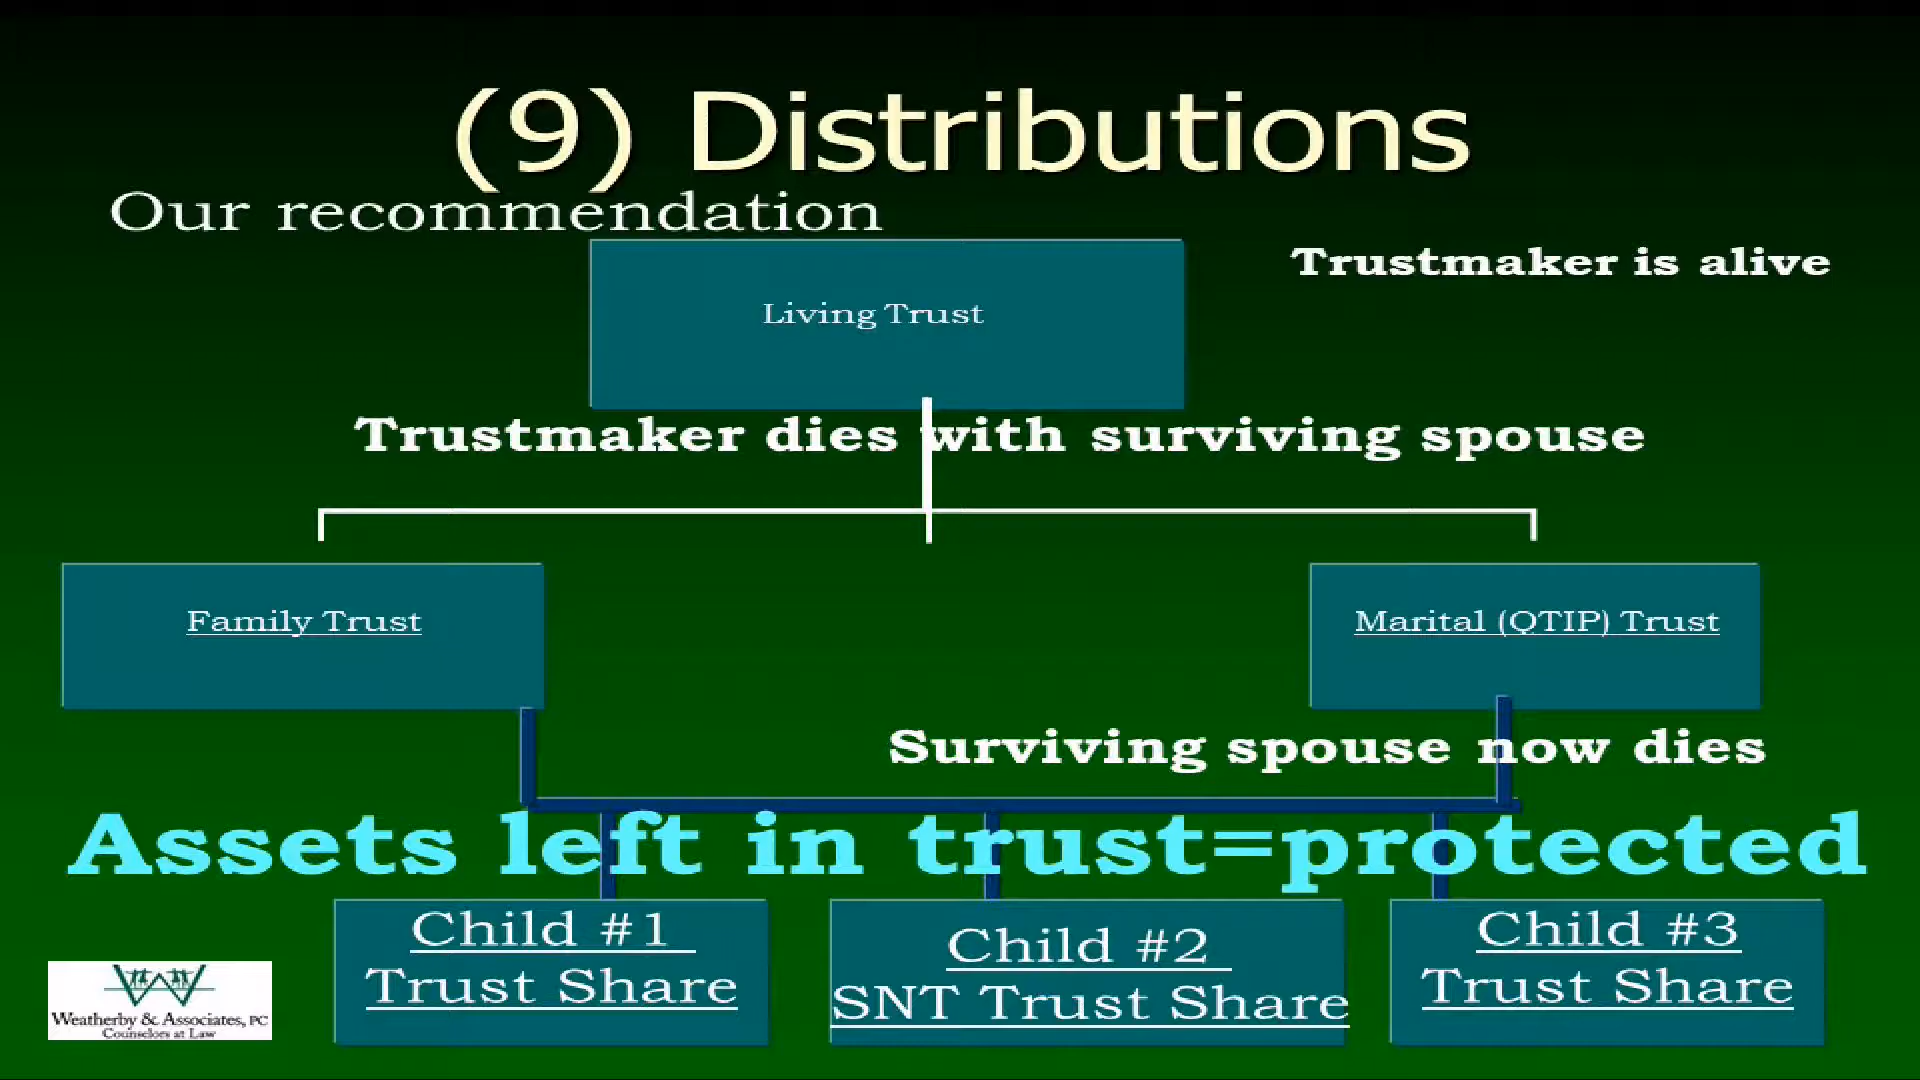 (9) Distributions
Our recommendation
Trustmaker is alive
Living Trust
Trustmaker dies with surviving spouse
Family Trust
Marital (QTIP) Trust
Surviving spouse now dies
Assets left in trust=protected
Child #1
Trust Share
Child #2
SNT Trust Share
Child #3
Trust Share
Weatherby & Associates, PC
Counselors at Law